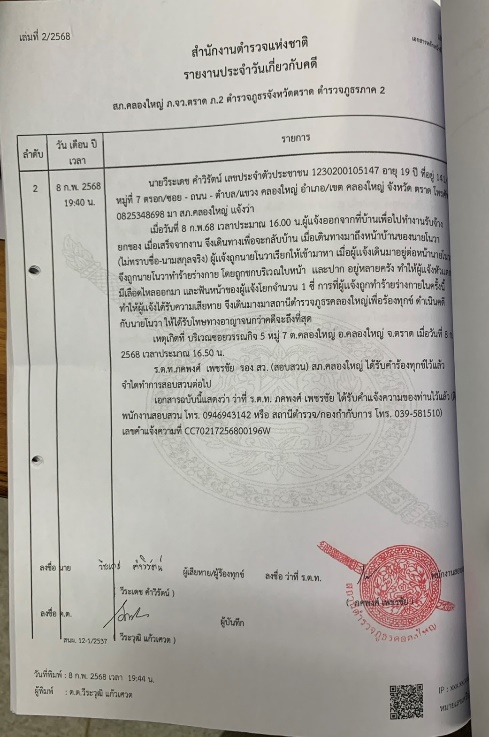 เล่มที่ 2/2568
สำนักงานตำรวจแห่งชาติ
รายงานประจำวันเกี่ยวกับคดี
สภ.คลองใหญ่ ภ.จว.ตราด ภ.2 ตำรวจภูธรจังหวัดตราด ตำรวจภูธรภาค 2
ลำดับ
วัน เดือน ปี
เวลา
รายการ
2
8 ก.พ. 2568
19:40 น.
นายวีระเดช คำวิรัตน์ เลขประจำตัวประชาชน 1230200105147 อายุ 19 ปี ที่อยู่
หมู่ที่ 7 ตรอก/ซอย - ถนน - ตำบล/แขวง คลองใหญ่ อำเภอ/เขต คลองใหญ่ จังหวัด ตราด
0825348698 มา สภ.คลองใหญ่ แจ้งว่า
เมื่อวันที่ 8 ก.พ.68 เวลาประมาณ 16.00 น.ผู้แจ้งออกจากที่บ้านเพื่อไปทำงานรับจ้าง
ยกของ เมื่อเสร็จจากงาน จึงเดินทางเพื่อจะกลับบ้าน เมื่อเดินทางมาถึงหน้าบ้านของนายโนวา
(ไม่ทราบชื่อ-นามสกุลจริง) ผู้แจ้งถูกนายโนวาเรียกให้เข้ามาหา เมื่อผู้แจ้งเดินมาอยู่ต่อหน้านายโนวา
จึงถูกนายโนวาทำร้ายร่างกาย โดยถูกชกบริเวณใบหน้า และปาก อยู่หลายครั้ง ทำให้ผู้แจ้ง
มีเลือดไหลออกมา และฟันหน้าของผู้แจ้งโยกจำนวน 1 ซี่ การที่ผู้แจ้งถูกทำร้ายร่างกายในครั้งนี้
ทำให้ผู้แจ้งได้รับความเสียหาย จึงเดินทางมาสถานีตำรวจภูธรคลองใหญ่เพื่อร้องทุกข์ ดำเนินคดี
กับนายโนวา ให้ได้รับโทษทางอาญาจนกว่าคดีจะถึงที่สุด
เหตุเกิดที่ บริเวณซอยวรรณกิจ 5 หมู่ 7 ต.คลองใหญ่ อ.คลองใหญ่ จ.ตราด เมื่อวันที่ 8
2568 เวลาประมาณ 16.50 น.
ร.ต.ท.ภคพงศ์ เพชรชัย รอง สว. (สอบสวน) สภ.คลองใหญ่ ได้รับคำร้องทุกข์ไว้แล้ว
จำได้ทำการสอบสวนต่อไป
เอกสารฉบับนี้แสดงว่า ว่าที่ ร.ต.ท. ภคพงศ์ เพชรชัย ได้รับแจ้งความของท่านไว้แล้ว
พนักงานสอบสวน โทร. 0946943142 หรือ สถานีตำรวจ/กองกำกับการ โทร. 039-581510)
เลขคำแจ้งความที่ CC70217256800196W
ลงชื่อ นาย วีระเดช คำวิรัตน์ ผู้เสียหาย/ผู้ร้องทุกข์ ลงชื่อ ว่าที่ ร.ต.ท.
วีระเดช คำวิรัตน์ )
( ภคพงศ์ เพชรชัย )
ลงชื่อ ด.ต. ผู้บันทึก
วีระวุฒิ แก้วเศวต )
สนผ. 12-1/2537
วันที่พิมพ์ : 8 ก.พ. 2568 เวลา 19:44 น.
ผู้พิมพ์ : ด.ต.วีระวุฒิ แก้วเศวต
สถานีตำรวจภูธรคลองใหญ่
IP :